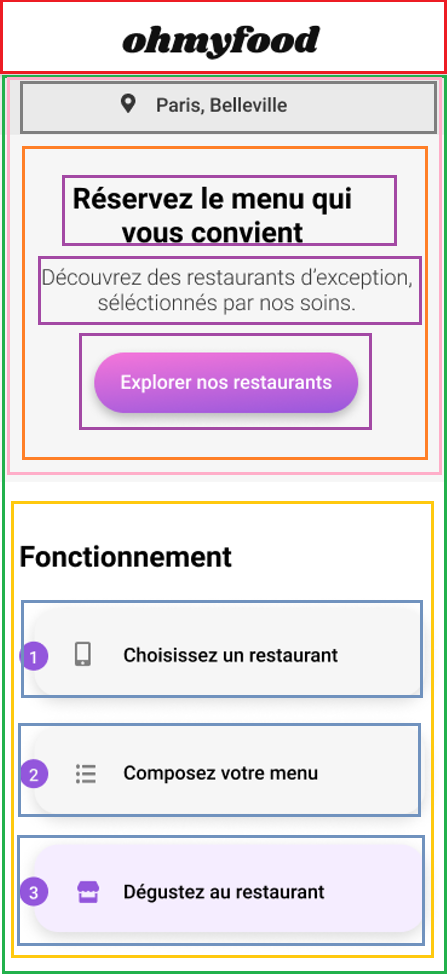 ohmyfood
Paris, Belleville
Réservez le menu qui
vous convient
Découvrez des restaurants d’exception,
séléctionnés par nos soins.
Explorer nos restaurants
Fonctionnement
1 Choisissez un restaurant
2 Composez votre menu
3 Dégustez au restaurant